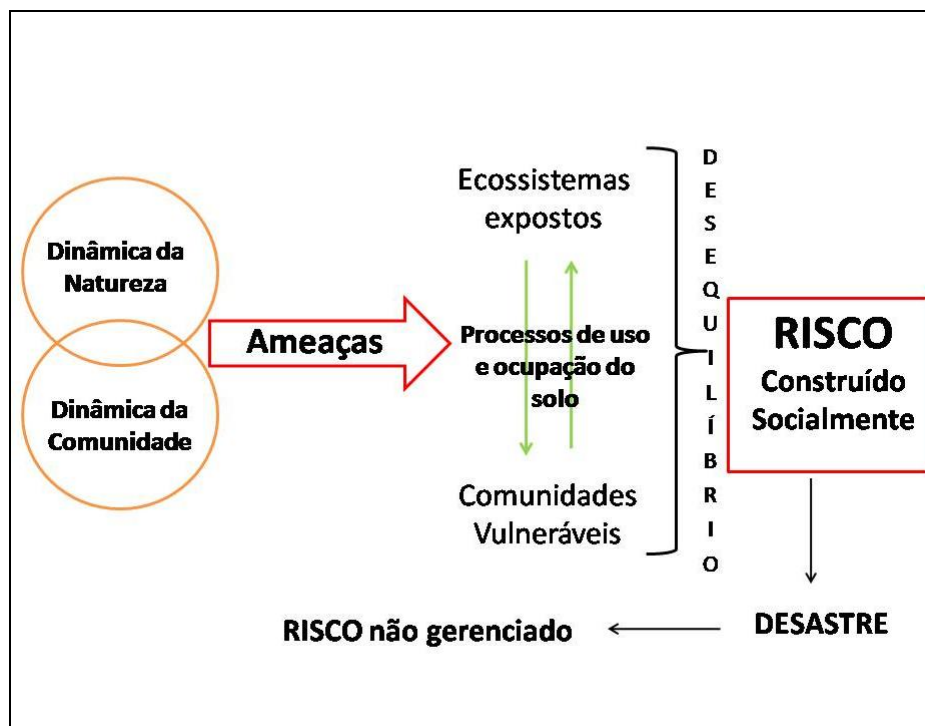 Dinâmica da
Natureza
Dinâmica da
Comunidade
Ameaças
Ecossistemas
expostos
Processos de uso
e ocupação do
solo
Comunidades
Vulneráveis
DESEQUILÍBRIO
RISCO
Construído
Socialmente
DESASTRE
RISCO não gerenciado